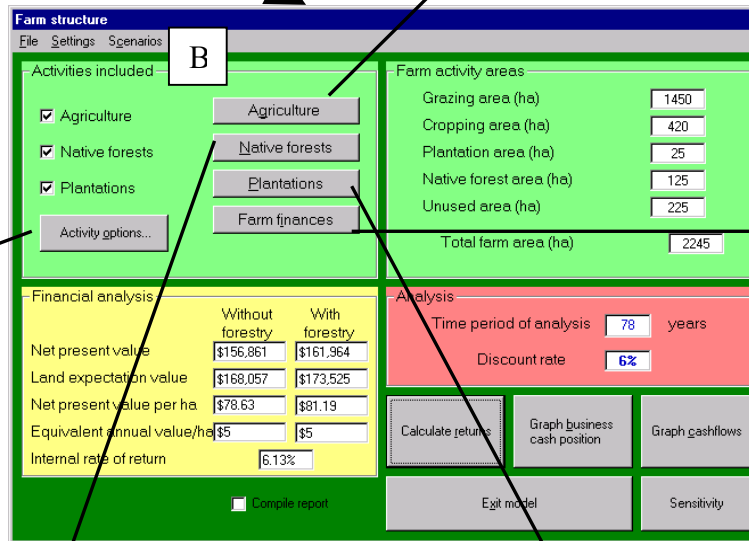 Farm structure
File Settings Scenarios
B
Activities included
Agriculture
Native forests
Plantations
Activity options...
Agriculture
Native forests
Plantations
Farm finances
Farm activity areas
Grazing area (ha) 1450
Cropping area (ha) 420
Plantation area (ha) 25
Native forest area (ha) 125
Unused area (ha) 225
Total farm area (ha) 2245
Financial analysis
Without forestry
With forestry
Net present value $156,861 $161,964
Land expectation value $168,057 $173,525
Net present value per ha $78.63 $81.19
Equivalent annual value/ha $5 $5
Internal rate of return 6.13%
Compile report
Analysis
Time period of analysis 78 years
Discount rate 6%
Calculate returns
Graph business
cash position
Graph cashflows
Exit model
Sensitivity